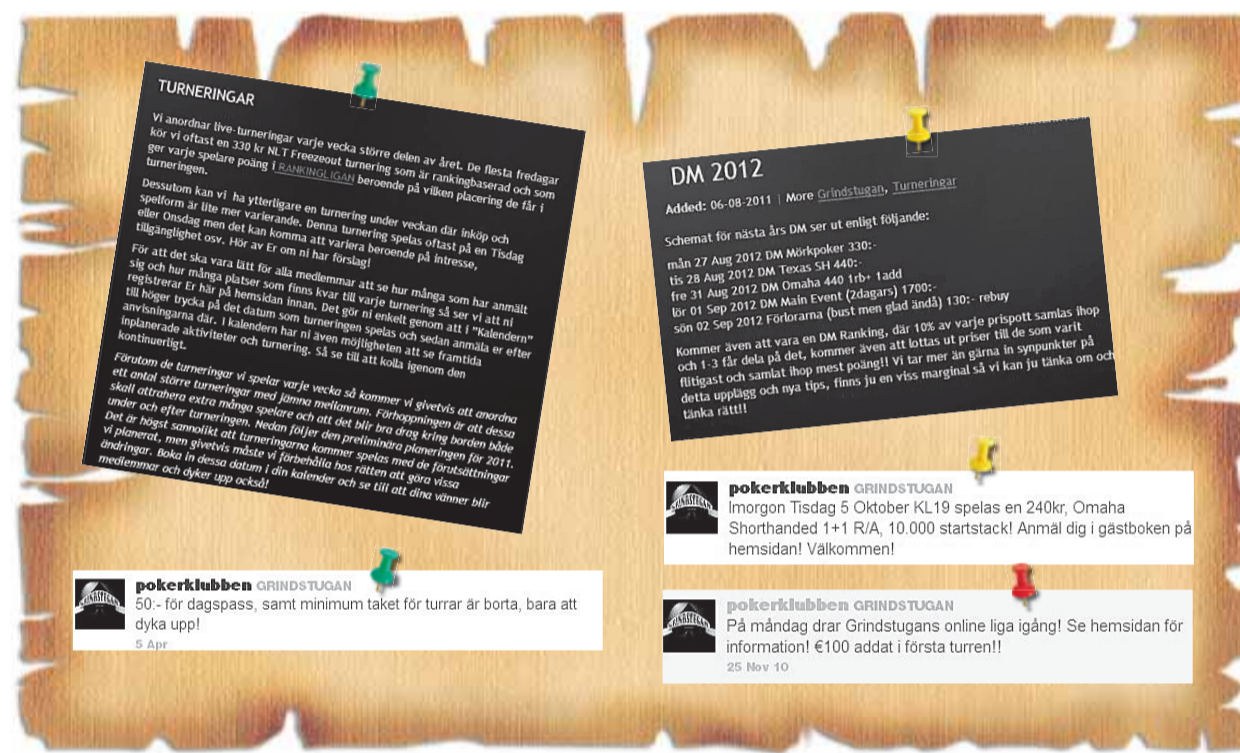 TURNERINGAR
Vi anordnar live-turneringar varje vecka större delen av året. De flesta fredagar
kör vi oftast en 330 kr NLT Freezeout turnering som är rankingbaserad och som
ger varje spelare poäng i RANKINGLIGAN beroende på vilken placering de får i
turneringen.
Dessutom kan vi ha ytterligare en turnering under veckan där inköp och
spelform är lite mer varierande. Denna turnering spelas oftast på en Tisdag
eller Onsdag men det kan komma att variera beroende på intresse,
tillgänglighet osv. Hör av Er om ni har förslag!
För att det ska vara lätt för alla medlemmar att se hur många som har anmält
sig och hur många platser som finns kvar till varje turnering så ser vi att ni
registrerar Er här på hemsidan innan. Det gör ni enkelt genom att i "Kalendern"
till höger trycka på det datum som turneringen spelas och sedan anmäla er efter
anvisningarna där. I kalendern har ni även möjligheten att se framtida
inplanerade aktiviteter och turnering. Så se till att kolla igenom den
kontinuerligt.
Förutom de turneringar vi spelar varje vecka så kommer vi givetvis att anordna
ett antal större turneringar med jämna mellanrum. Förhoppningen är att dessa
skall attrahera extra många spelare och att det blir bra drag kring borden både
under och efter turneringen. Nedan följer den preliminära planeringen för 2011.
Det är högst sannolikt att turneringarna kommer spelas med de förutsättningar
vi planerat, men givetvis måste vi förbehålla hos rätten att göra vissa
ändringar. Boka in dessa datum i din kalender och se till att dina vänner blir
medlemmar och dyker upp också!
pokerklubben GRINDSTUGAN
50:- för dagspass, samt minimum taket för turrar är borta, bara att
dyka upp!
5 Apr
DM 2012
Added: 06-08-2011 | More Grindstugan, Turneringar
Schemat för nästa års DM ser ut enligt följande:
mån 27 Aug 2012 DM Mörkpoker 330:-
tis 28 Aug 2012 DM Texas SH 440:-
fre 31 Aug 2012 DM Omaha 440 1rb+ 1add
lör 01 Sep 2012 DM Main Event (2dagars) 1700:-
sön 02 Sep 2012 Förlorarna (bust men glad ändå) 130:- rebuy
Kommer även att vara en DM Ranking, där 10% av varje prispott samlas ihop
och 1-3 får dela på det, kommer även att lottas ut priser till de som varit
flitigast och samlat ihop mest poäng!! Vi tar mer än gärna in synpunkter på
detta upplägg och nya tips, finns ju en viss marginal så vi kan ju tänka om och
tänka rätt!!
pokerklubben GRINDSTUGAN
Imorgon Tisdag 5 Oktober KL19 spelas en 240kr, Omaha
Shorthanded 1+1 R/A, 10.000 startstack! Anmäl dig i gästboken på
hemsidan! Välkommen!
pokerklubben GRINDSTUGAN
På måndag drar Grindstugans online liga igång! Se hemsidan för
information! €100 addat i första turren!!
25 Nov 10